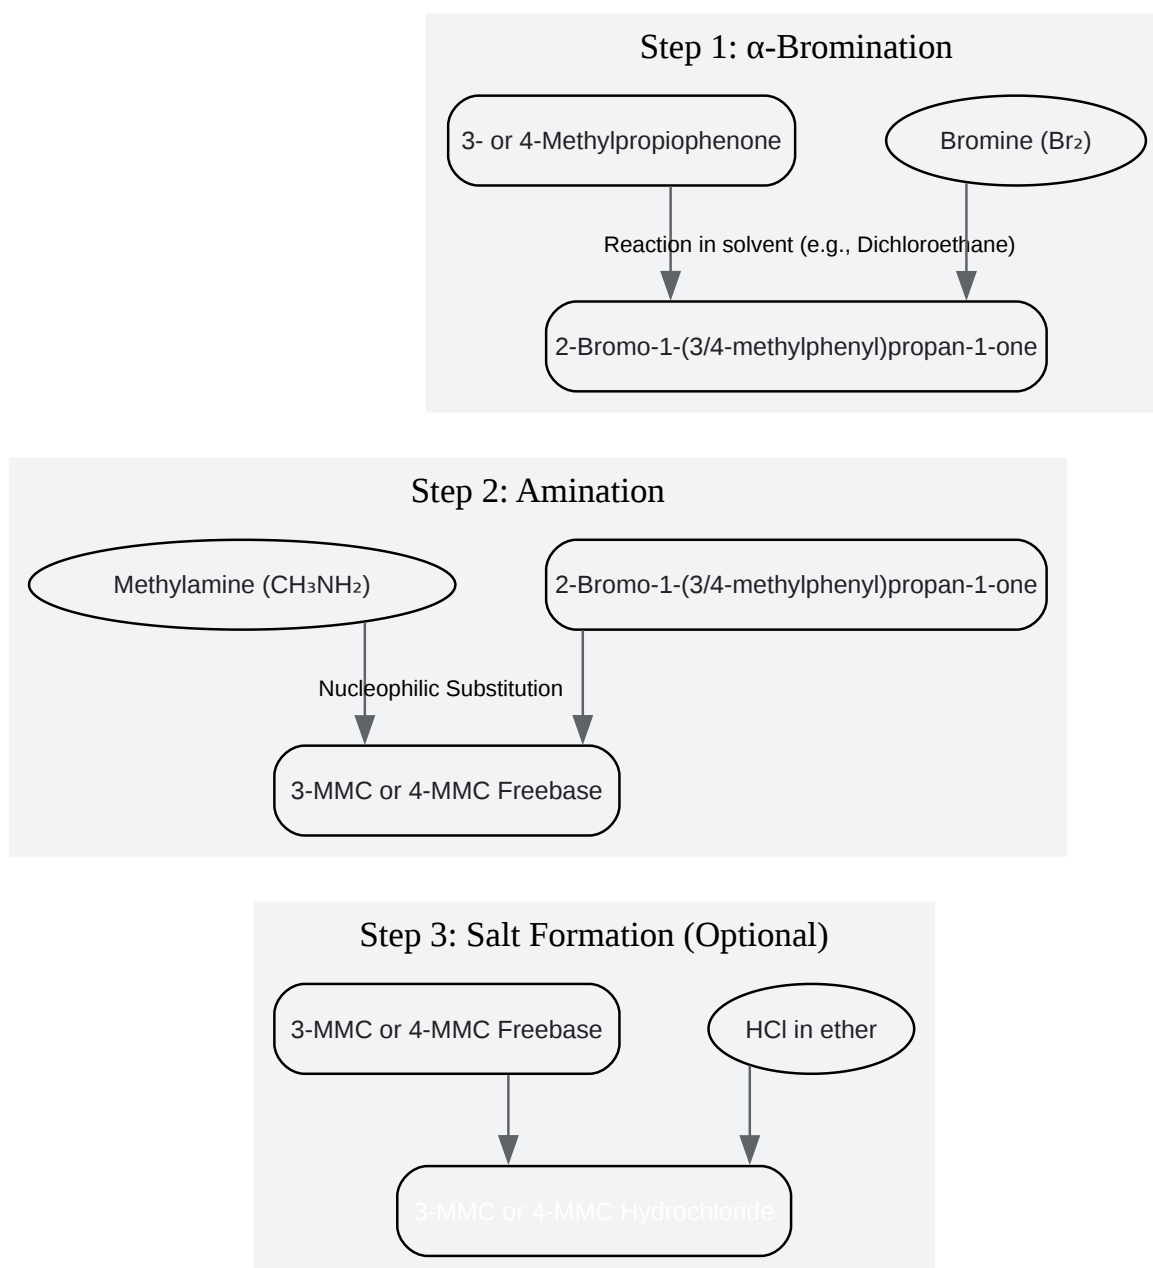 Step 1: α-Bromination
3- or 4-Methylpropiophenone
Bromine (Br₂)
Reaction in solvent (e.g., Dichloroethane)
2-Bromo-1-(3/4-methylphenyl)propan-1-one
Step 2: Amination
Methylamine (CH₃NH₂)
2-Bromo-1-(3/4-methylphenyl)propan-1-one
Nucleophilic Substitution
3-MMC or 4-MMC Freebase
Step 3: Salt Formation (Optional)
3-MMC or 4-MMC Freebase
HCl in ether
3-MMC or 4-MMC Hydrochloride